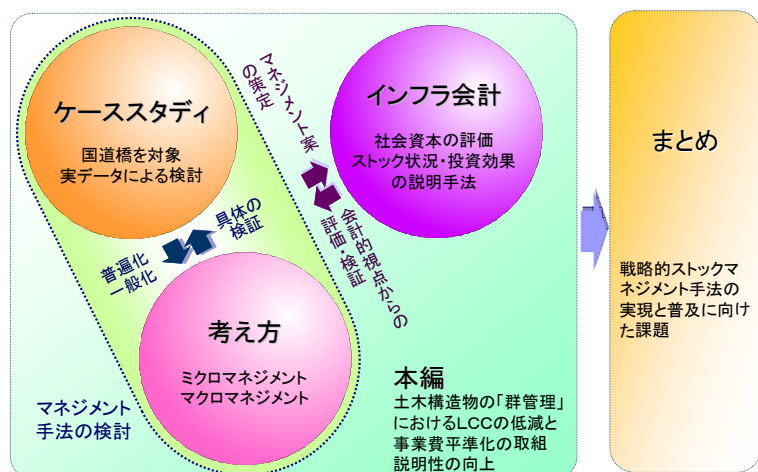 ケーススタディ
国道橋を対象
実データによる検討
マネジメント案
の策定
インフラ会計
社会資本の評価
ストック状況・投資効果
の説明手法
会計的視点からの
評価・検証
具体の
検証
普遍化
一般化
考え方
ミクロマネジメント
マクロマネジメント
マネジメント
手法の検討
本編
土木構造物の「群管理」
におけるLCCの低減と
事業費平準化の取組
説明性の向上
まとめ
戦略的ストックマ
ネジメント手法の
実現と普及に向け
た課題